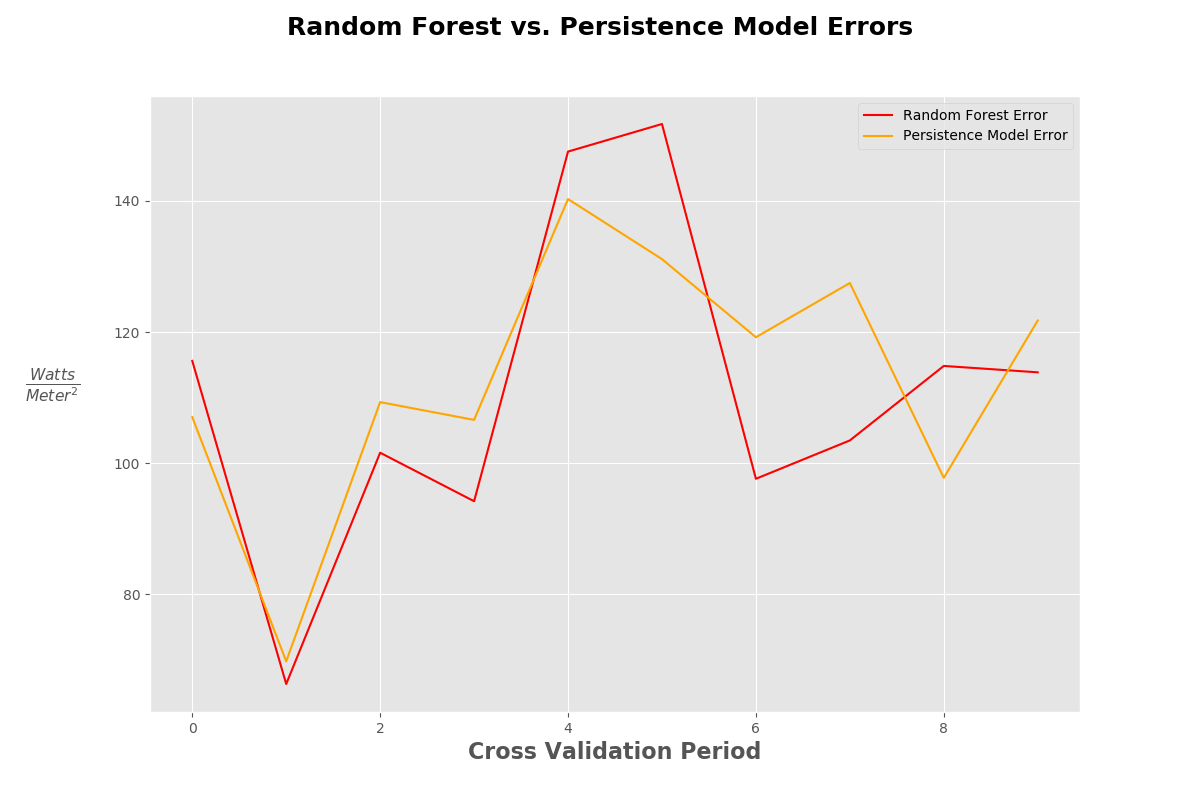 Random Forest vs. Persistence Model Errors
Random Forest Error
Persistence Model Error
140
120
100
80
Watts
Meter²
0 2 4 6 8
Cross Validation Period